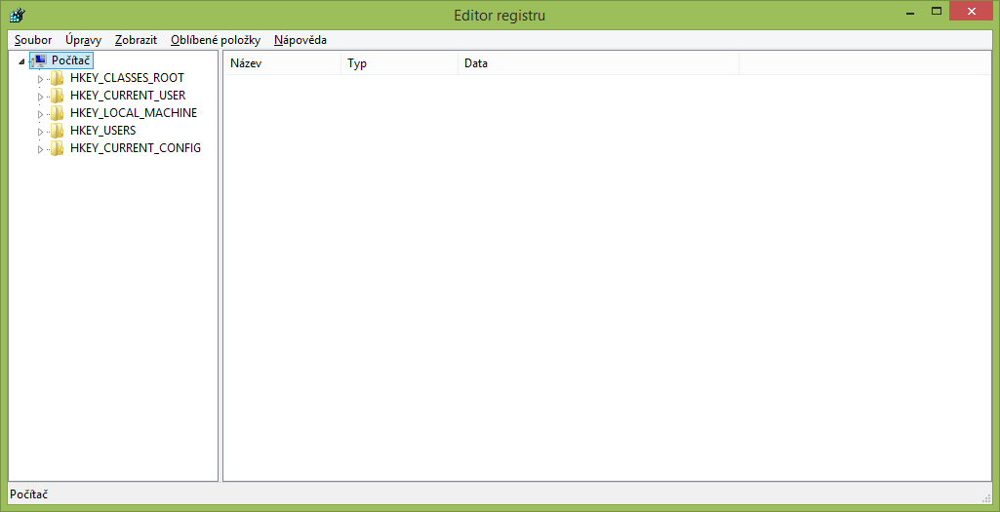 Editor registru
Soubor Úpravy Zobrazit Oblíbené položky Nápověda
Počítač
HKEY_CLASSES_ROOT
HKEY_CURRENT_USER
HKEY_LOCAL_MACHINE
HKEY_USERS
HKEY_CURRENT_CONFIG
Název Typ Data
Počítač